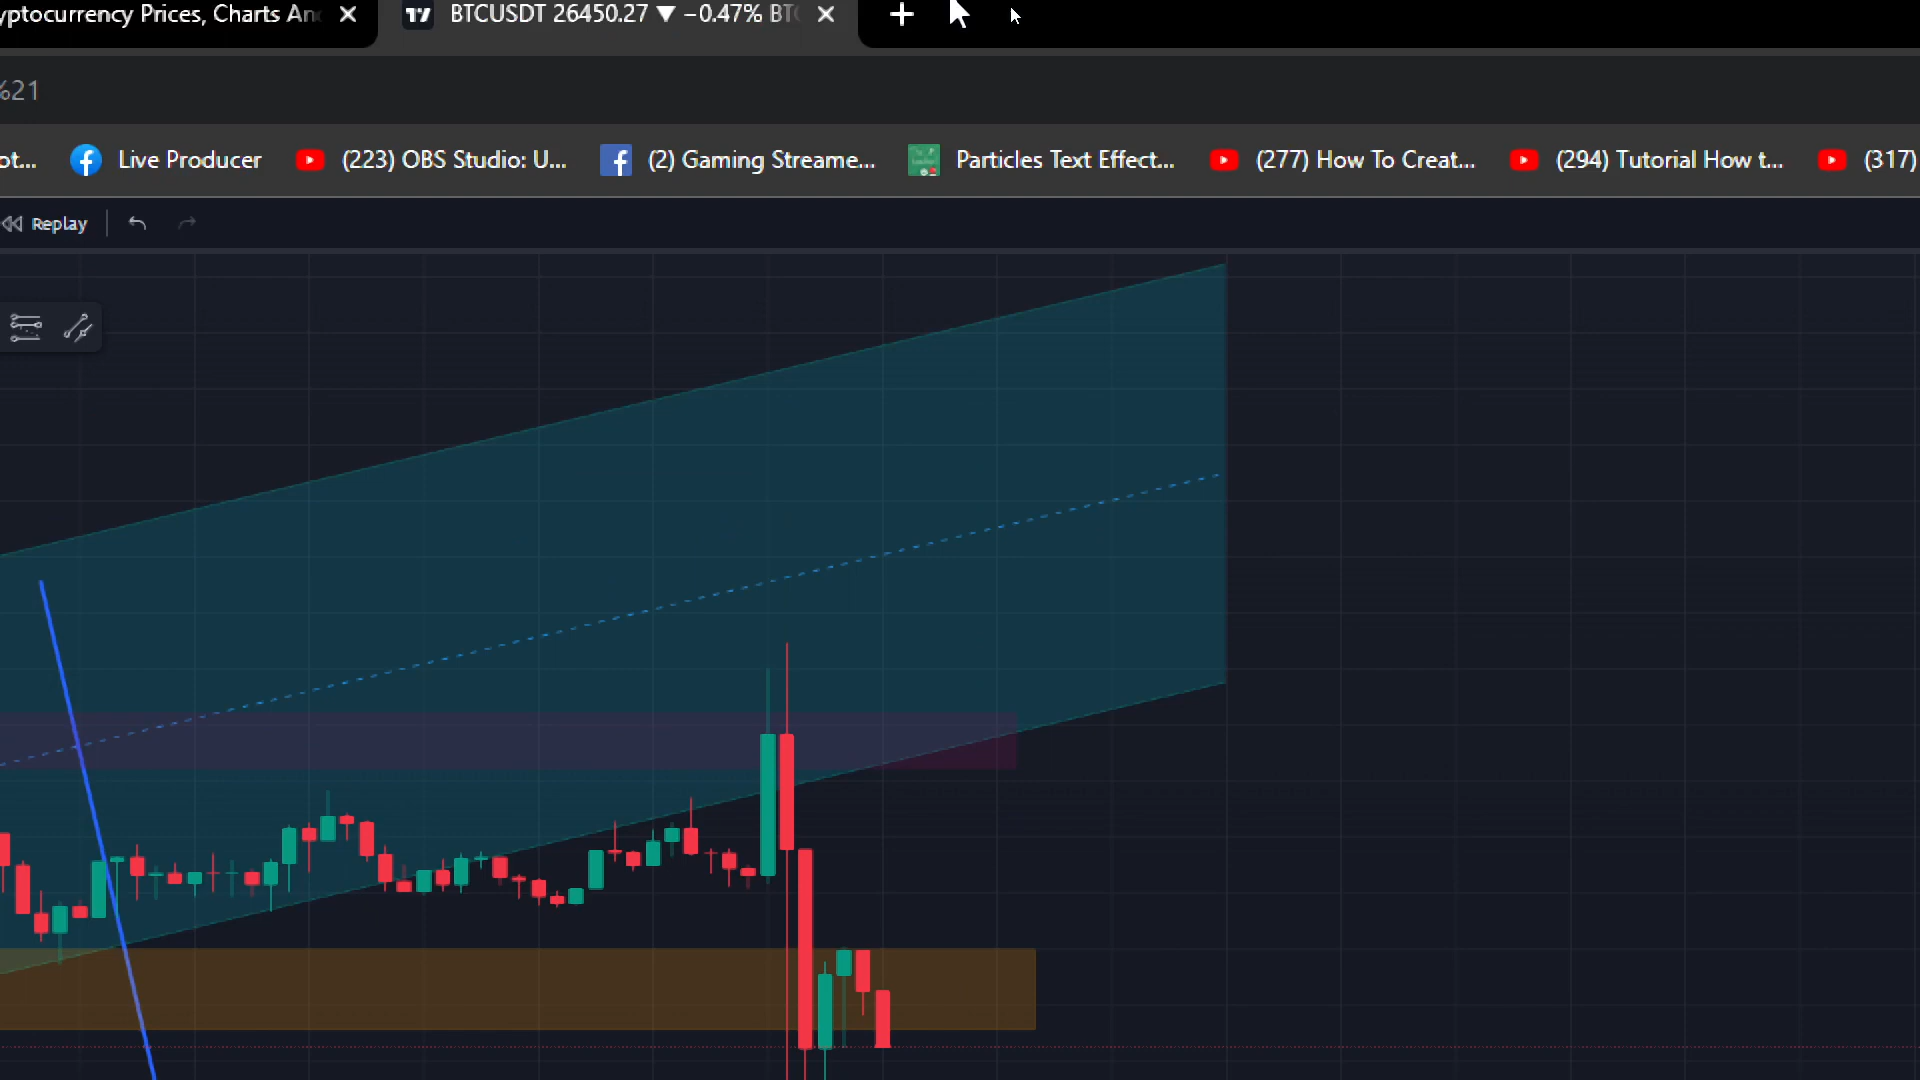 yptocurrency Prices, Charts An
BTCUSDT 26450.27 ▼ −0.47% BT
%21
ot...
Live Producer
(223) OBS Studio: U...
(2) Gaming Streame...
Particles Text Effect...
(277) How To Creat...
(294) Tutorial How t...
(317)
Replay